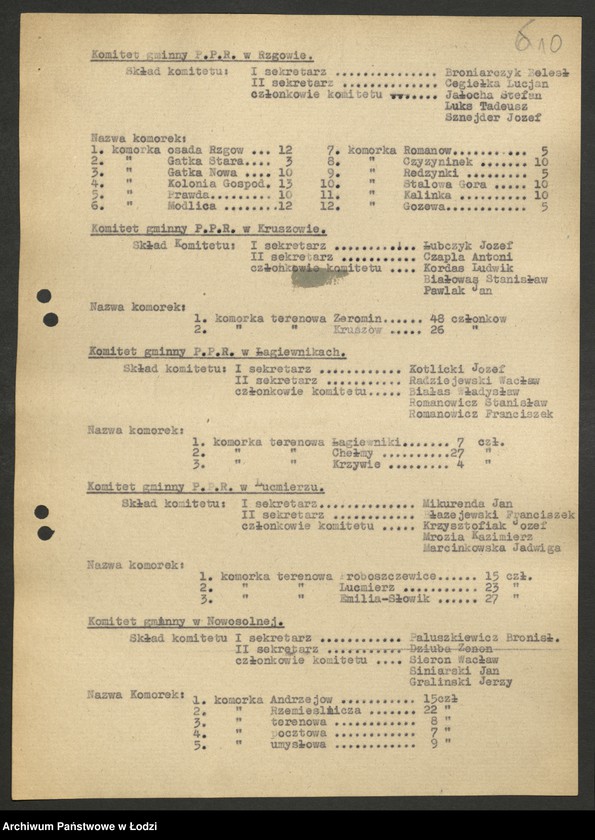 610
Komitet gminny P.P.R. w Rzgowie.
Skład komitetu: I sekretarz ............... Broniarczyk Bolesł
II sekretarz .............. Cegiełka Lucjan
członkowie komitetu ....... Jałocha Stefan
Luks Tadeusz
Sznejder Jozef
Nazwa komorek:
1. komorka osada Rzgow ... 12 7. komorka Romanow........ 5
2. " Gatka Stara.... 3 8. " Czyzyninek ....... 10
3. " Gatka Nowa .... 10 9. " Redzynki ........ 5
4. " Kolonia Gospod. 13 10. " Stalowa Gora .... 10
5. " Prawda......... 10 11. " Kalinka ......... 10
6. " Modlica ........12 12. " Gozewa........... 5
Komitet gminny P.P.R. w Kruszowie.
Skład Komitetu: I sekretarz ............ Łubczyk Jozef
II sekretarz ............ Czapla Antoni
członkowie komitetu .... Kordas Ludwik
Białowąs Stanisław
Pawlak Jan
Nazwa komorek:
1. komorka terenowa Zeromin...... 48 członkow
2. " " Kruszow ..... 26 "
Komitet gminny P.P.R. w Łagiewnikach.
Skład komitetu: I sekretarz ............ Kotlicki Jozef
II sekretarz ............ Radziejewski Wacław
członkowie komitetu..... Białas Władysław
Romanowicz Stanisław
Romanowicz Franciszek
Nazwa komorek:
1. komorka terenowa Łagiewniki....... 7 czł.
2. " " Chełmy ..........27 "
3. " " Krzywie ......... 4 "
Komitet gminny P.P.R. w Lucmierzu.
Skład komitetu: I sekretarz.............. Mikurenda Jan
II sekretarz ............ Błazejewski Franciszek
członkowie komitetu ..... Krzysztofiak Jozef
Mrozia Kazimierz
Marcinkowska Jadwiga
Nazwa komorek:
1. komorka terenowa Proboszczewice...... 15 czł.
2. " " Lucmierz ........... 23 "
3. " " Emilia-Słowik ...... 27 "
Komitet gminny w Nowosolnej.
Skład komitetu I sekretarz ............ Paluszkiewicz Bronisł.
II sekretarz ........... Dziuba Zenon
członkowie komitetu .... Sieron Wacław
Siniarski Jan
Gralinski Jerzy
Nazwa Komorek:
1. komorka Andrzejow ........... 15czł
2. " Rzemieslnicza ....... 22 "
3. " terenowa ............ 8 "
4. " pocztowa ............ 7 "
5. " umysłowa ............ 9 "
Archiwum Państwowe w Łodzi